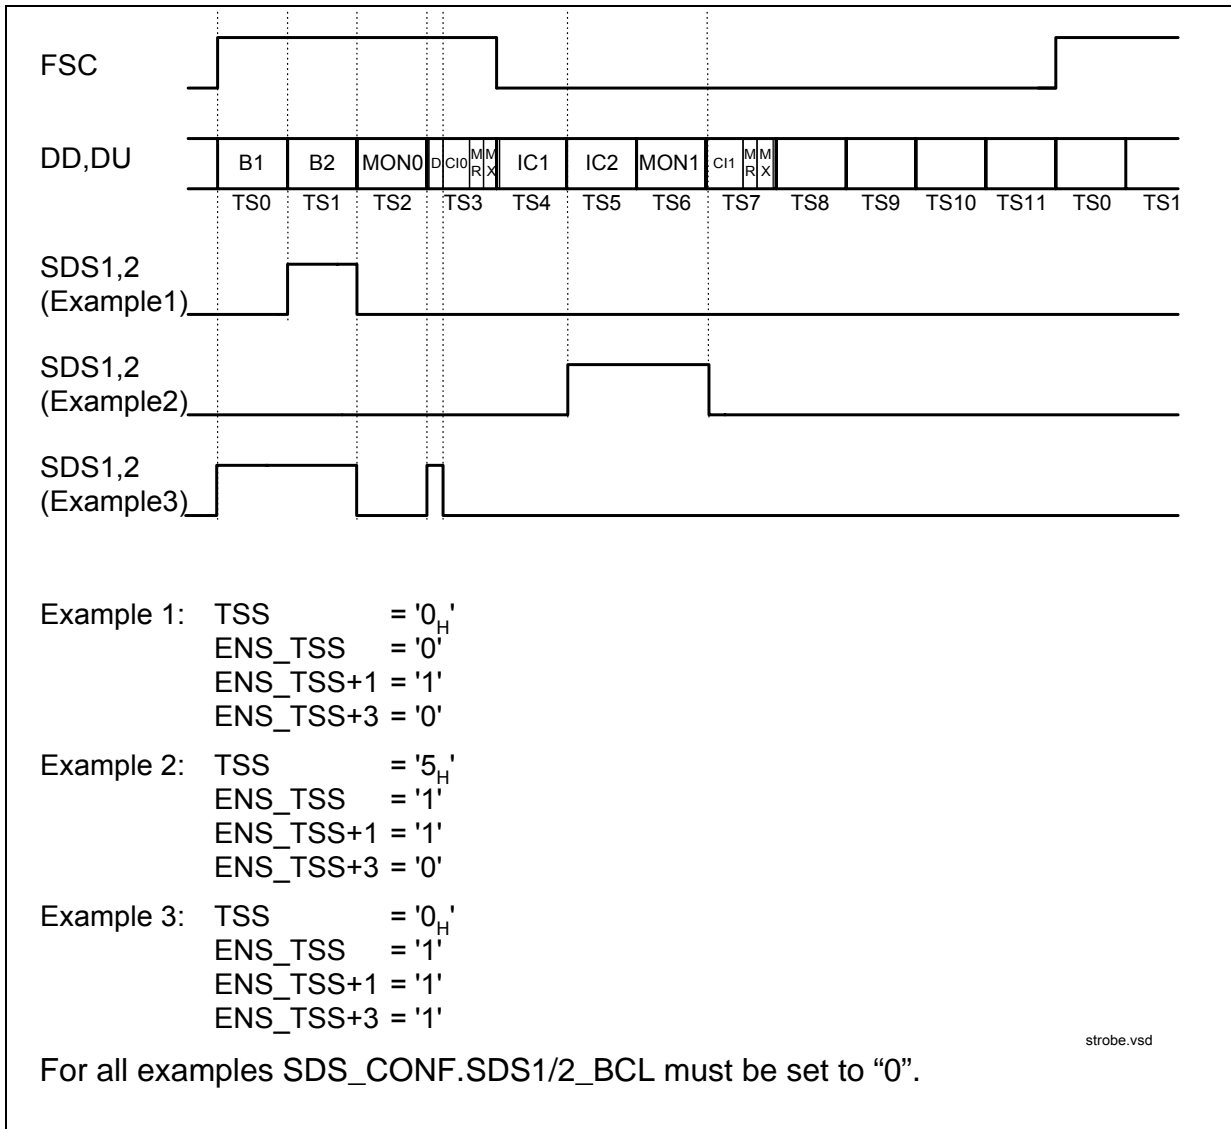 FSC
DD,DU
B1 B2 MON0 D CI0 MR MX IC1 IC2 MON1 CI1 MR MX
TS0 TS1 TS2 TS3 TS4 TS5 TS6 TS7 TS8 TS9 TS10 TS11 TS0 TS1
SDS1,2
(Example1)
SDS1,2
(Example2)
SDS1,2
(Example3)
Example 1: TSS = '0H'
ENS_TSS = '0'
ENS_TSS+1 = '1'
ENS_TSS+3 = '0'
Example 2: TSS = '5H'
ENS_TSS = '1'
ENS_TSS+1 = '1'
ENS_TSS+3 = '0'
Example 3: TSS = '0H'
ENS_TSS = '1'
ENS_TSS+1 = '1'
ENS_TSS+3 = '1'
strobe.vsd
For all examples SDS_CONF.SDS1/2_BCL must be set to “0”.